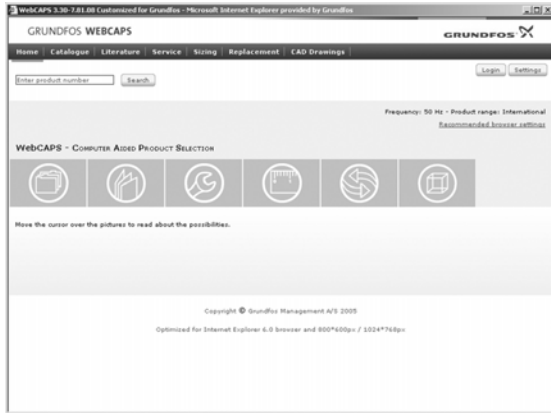 WebCAPS 3.30-7.01.00 Customized for Grundfos - Microsoft Internet Explorer provided by Grundfos
GRUNDFOS WEBCAPS
GRUNDFOS
Home | Catalogue | Literature | Service | Sizing | Replacement | CAD Drawings |
Login Settings
Enter product number Search
Frequency: 50 Hz - Product range: International
Recommended browser settings
WebCAPS - Computer Aided Product Selection
Move the cursor over the pictures to read about the possibilities.
Copyright © Grundfos Management A/S 2005
Optimized for Internet Explorer 6.0 browser and 800*600px / 1024*768px